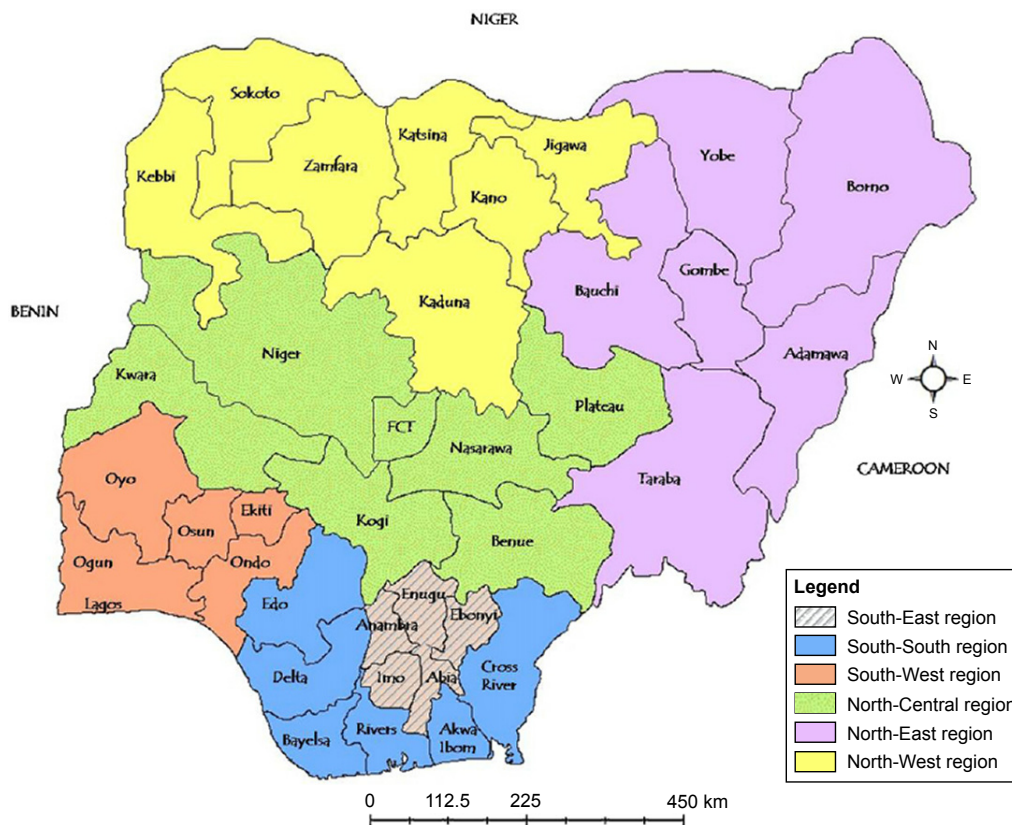 NIGER
Sokoto
Katsina
Jigawa
Yobe
Kebbi
Zamfara
Kano
Borno
Gombe
Bauchi
Kaduna
BENIN
Niger
Adamawa
N
W
E
S
Kwara
Plateau
FCT
Nasarawa
CAMEROON
Oyo
Taraba
Ekiti
Osun
Kogi
Benue
Ogun
Ondo
Lagos
Edo
Enugu
Ebonyi
Anambra
Delta
Imo
Abia
Cross
River
Bayelsa
Rivers
Akwa
Ibom
Legend
South-East region
South-South region
South-West region
North-Central region
North-East region
North-West region
0 112.5 225 450 km